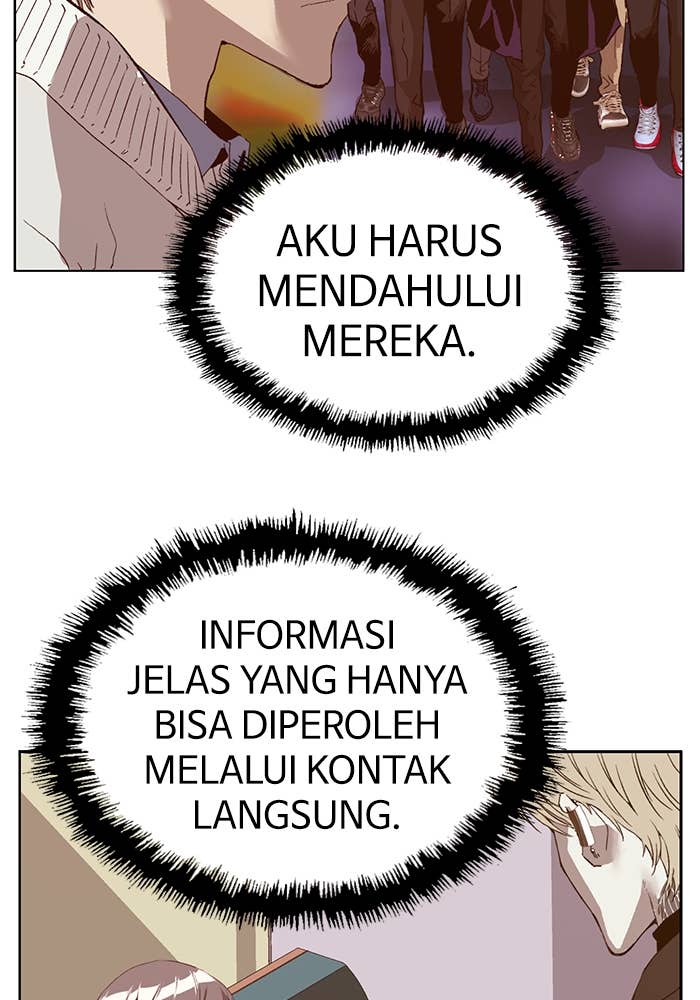 AKU HARUS
MENDAHULUI
MEREKA.
INFORMASI
JELAS YANG HANYA
BISA DIPEROLEH
MELALUI KONTAK
LANGSUNG.